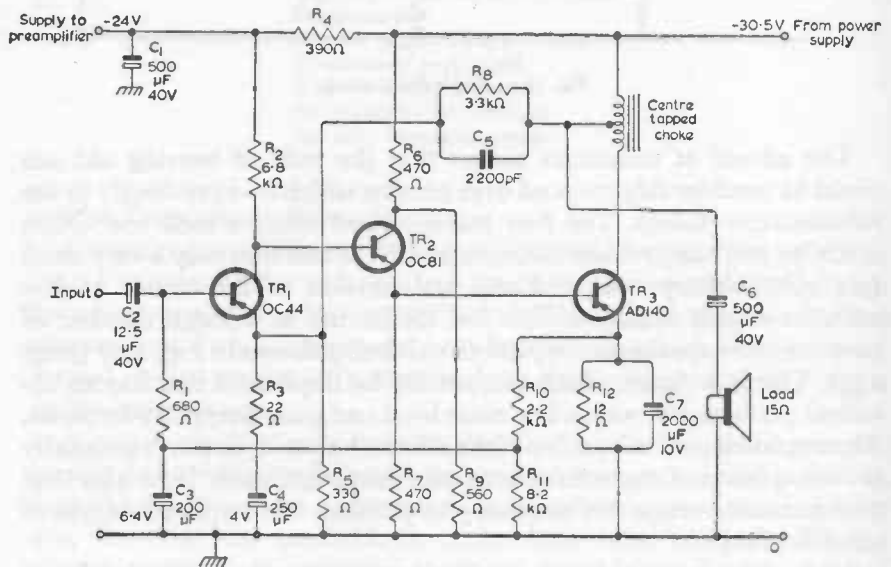 Supply to
preamplifier
-24V
R4
390Ω
-30·5V
From power
supply
C1
500
μF
40V
R8
3·3kΩ
C5
2200pF
Centre
tapped
choke
R2
6·8
kΩ
R6
470
Ω
TR2
OC81
Input
C2
12·5
μF
40V
TR1
OC44
TR3
AD140
C6
500
μF
40V
R1
680
Ω
R3
22
Ω
R10
2·2
kΩ
R12
12
Ω
C7
2000
μF
10V
Load
15Ω
6·4V
C3
200
μF
4V
C4
250
μF
R5
330
Ω
R7
470
Ω
R9
560
Ω
R11
8·2
kΩ
0